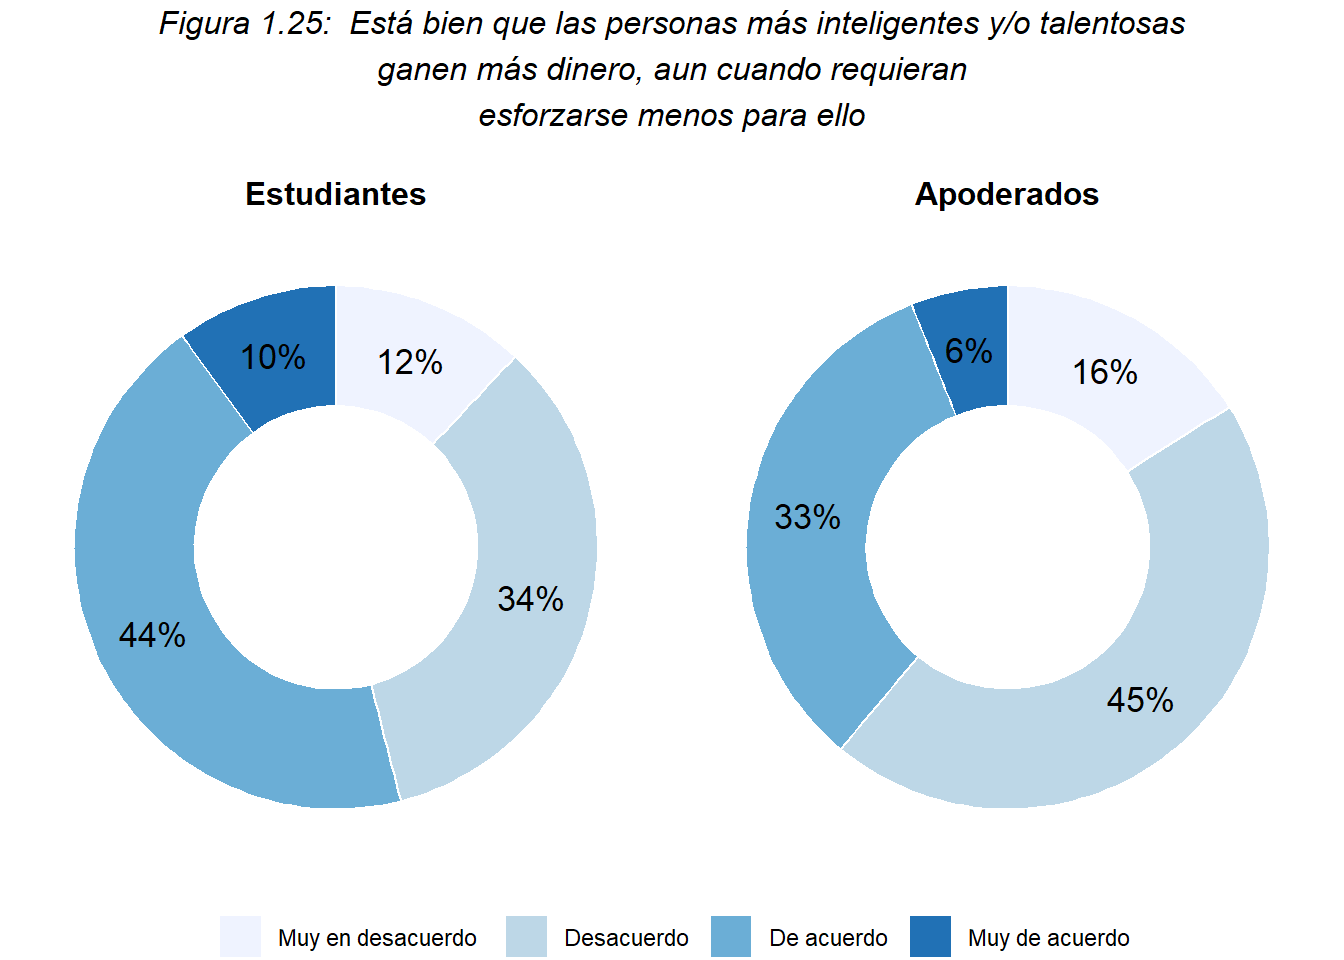 Figura 1.25:  Está bien que las personas más inteligentes y/o talentosas
ganen más dinero, aun cuando requieran
esforzarse menos para ello
Estudiantes
10%
12%
34%
44%
Apoderados
6%
16%
33%
45%
Muy en desacuerdo
Desacuerdo
De acuerdo
Muy de acuerdo